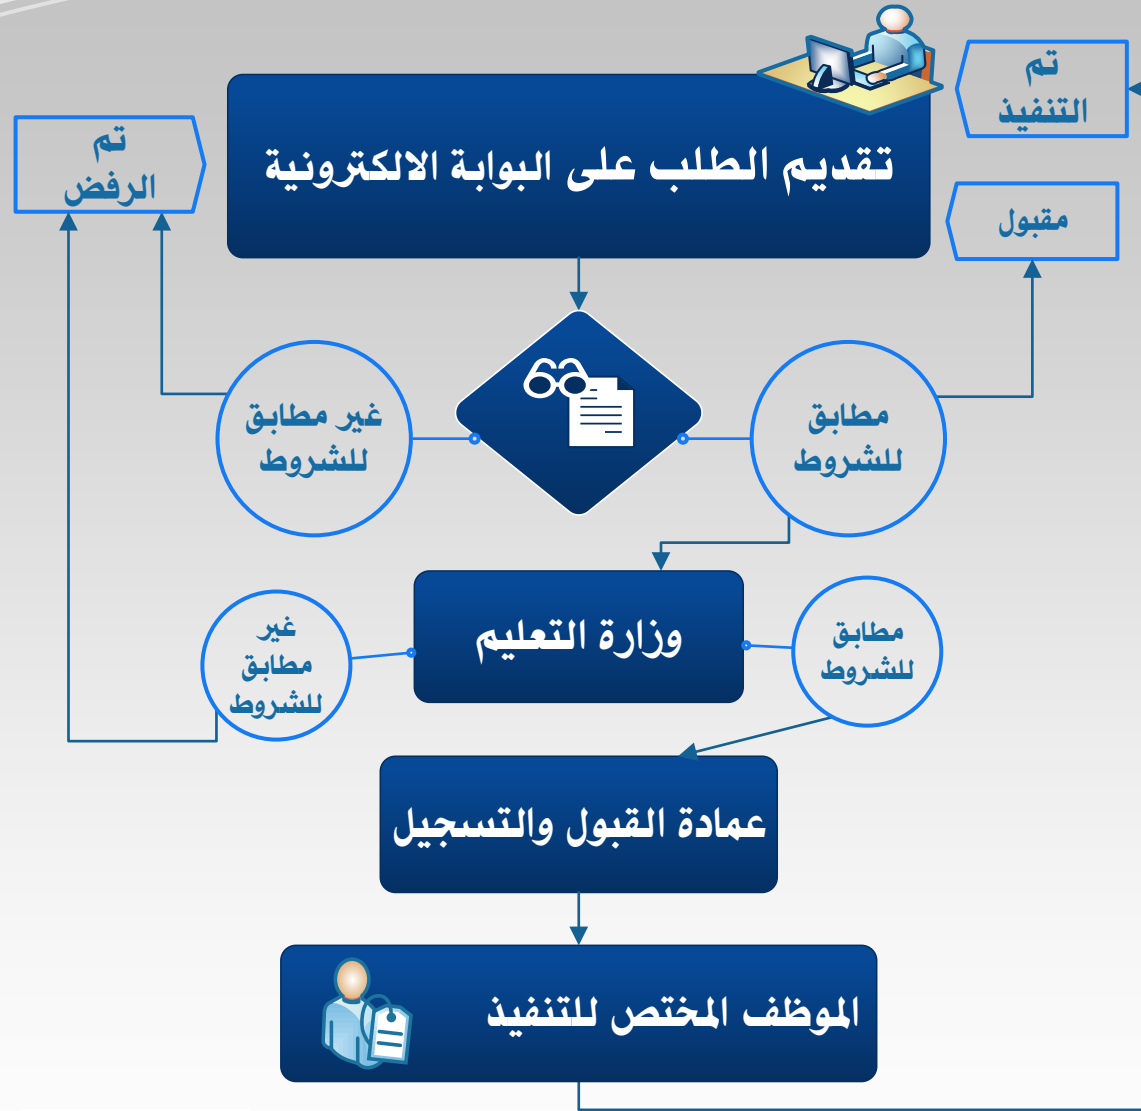 تم
التنفيذ
تقديم الطلب على البوابة الالكترونية
تم
الرفض
مقبول
مطابق
للشروط
غير مطابق
للشروط
وزارة التعليم
مطابق
للشروط
غير
مطابق
للشروط
عمادة القبول والتسجيل
الموظف المختص للتنفيذ